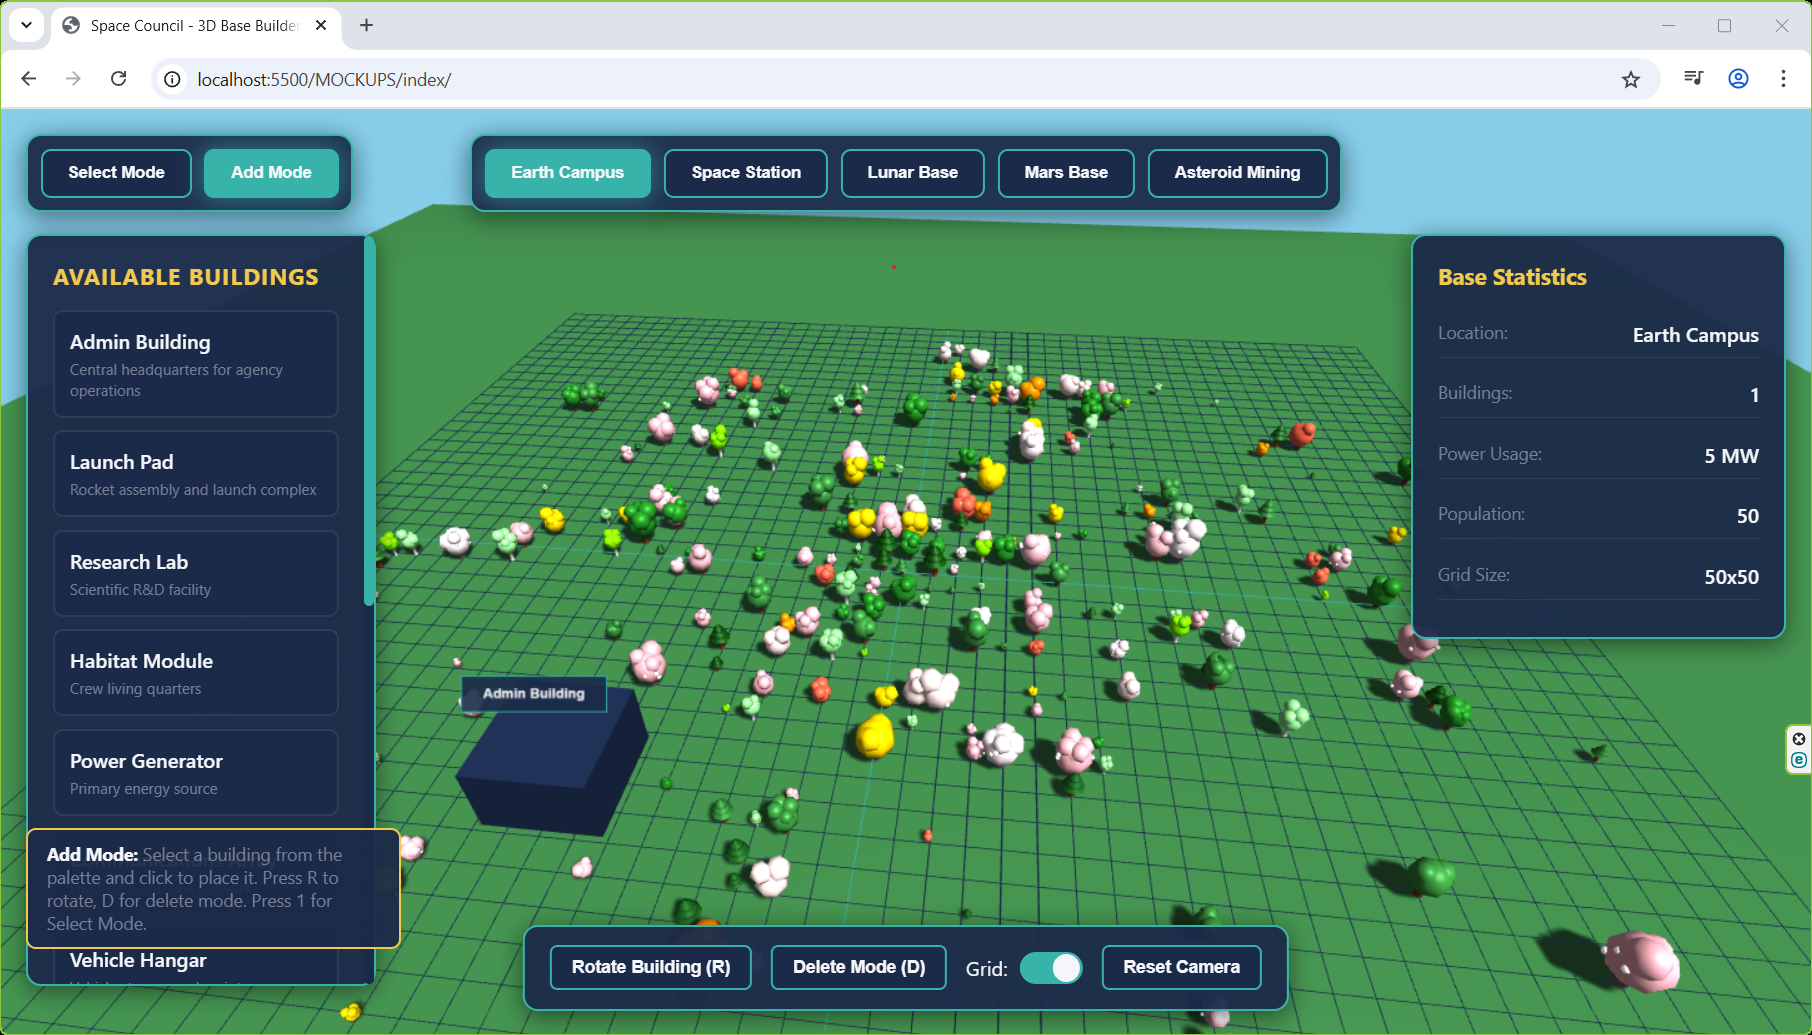 Space Council - 3D Base Builder
localhost:5500/MOCKUPS/index/
Select Mode
Add Mode
Earth Campus
Space Station
Lunar Base
Mars Base
Asteroid Mining
AVAILABLE BUILDINGS
Admin Building
Central headquarters for agency
operations
Launch Pad
Rocket assembly and launch complex
Research Lab
Scientific R&D facility
Habitat Module
Crew living quarters
Power Generator
Primary energy source
Add Mode: Select a building from the
palette and click to place it. Press R to
rotate, D for delete mode. Press 1 for
Select Mode.
Vehicle Hangar
Admin Building
Base Statistics
Location:
Earth Campus
Buildings:
1
Power Usage:
5 MW
Population:
50
Grid Size:
50x50
Rotate Building (R)
Delete Mode (D)
Grid:
Reset Camera